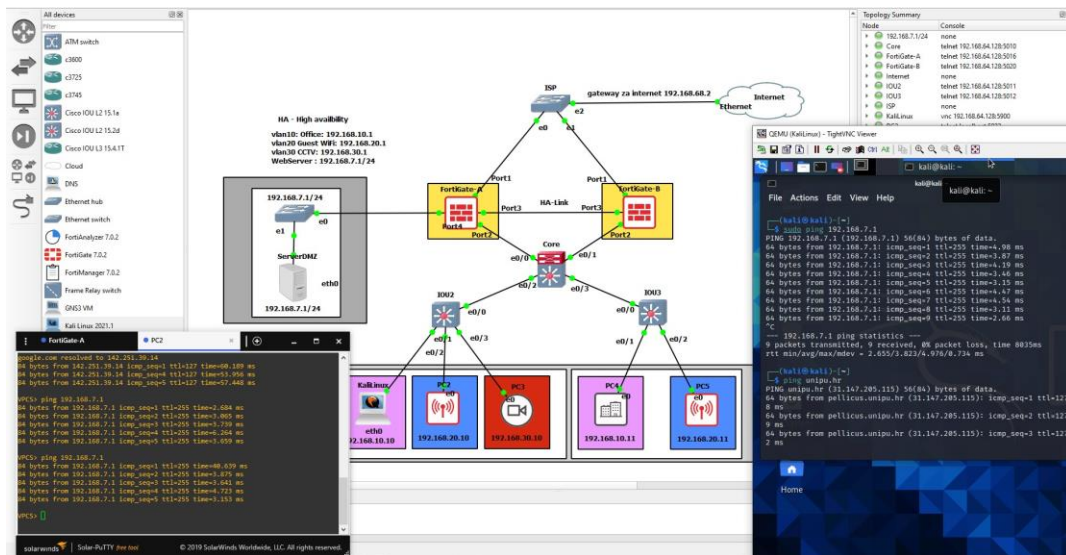 All devices
Filter
ATM switch
c3600
c3725
c3745
Cisco IOU L2 15.1a
Cisco IOU L2 15.2d
Cisco IOU L3 15.4.1T
Cloud
DNS
Ethernet hub
Ethernet switch
FortiAnalyzer 7.0.2
FortiGate 7.0.2
FortiManager 7.0.2
Frame Relay switch
GNS3 VM
Kali Linux 2021.1
HA - High availbility
vlan10: Office: 192.168.10.1
vlan20 Guest WiFi: 192.168.20.1
vlan30 CCTV: 192.168.30.1
WebServer : 192.168.7.1/24
ISP
gateway za internet 192.168.68.2
Internet
Ethernet
e2
e0
e1
192.168.7.1/24
e0
e1
ServerDMZ
eth0
192.168.7.1/24
FortiGate-A
Port1
Port3
Port4
Port2
HA-Link
FortiGate-B
Port1
Port3
Port2
Core
e0/0
e0/1
e0/2
e0/3
IOU2
e0/0
e0/1
e0/2
e0/3
IOU3
e0/0
e0/1
e0/2
KaliLinux
eth0
192.168.10.10
PC2
e0
192.168.20.10
PC3
e0
192.168.30.10
PC4
e0
192.168.10.11
PC5
e0
192.168.20.11
Topology Summary
Node Console
192.168.7.1/24 none
Core telnet 192.168.64.128:5010
FortiGate-A telnet 192.168.64.128:5016
FortiGate-B telnet 192.168.64.128:5020
Internet none
IOU2 telnet 192.168.64.128:5011
IOU3 telnet 192.168.64.128:5012
ISP none
KaliLinux vnc 192.168.64.128:5900
QEMU (KaliLinux) - TightVNC Viewer
kali@kali: ~
kali@kali: ~
File Actions Edit View Help
(kali㉿kali)-[~]
$ sudo ping 192.168.7.1
PING 192.168.7.1 (192.168.7.1) 56(84) bytes of data.
64 bytes from 192.168.7.1: icmp_seq=1 ttl=255 time=4.98 ms
64 bytes from 192.168.7.1: icmp_seq=2 ttl=255 time=3.87 ms
64 bytes from 192.168.7.1: icmp_seq=3 ttl=255 time=4.19 ms
64 bytes from 192.168.7.1: icmp_seq=4 ttl=255 time=3.46 ms
64 bytes from 192.168.7.1: icmp_seq=5 ttl=255 time=3.15 ms
64 bytes from 192.168.7.1: icmp_seq=6 ttl=255 time=4.47 ms
64 bytes from 192.168.7.1: icmp_seq=7 ttl=255 time=4.54 ms
64 bytes from 192.168.7.1: icmp_seq=8 ttl=255 time=3.11 ms
64 bytes from 192.168.7.1: icmp_seq=9 ttl=255 time=2.66 ms
^C
--- 192.168.7.1 ping statistics ---
9 packets transmitted, 9 received, 0% packet loss, time 8035ms
rtt min/avg/max/mdev = 2.655/3.823/4.976/0.734 ms
(kali㉿kali)-[~]
$ ping unipu.hr
PING unipu.hr (31.147.205.115) 56(84) bytes of data.
64 bytes from pellicus.unipu.hr (31.147.205.115): icmp_seq=1 ttl=127
8 ms
64 bytes from pellicus.unipu.hr (31.147.205.115): icmp_seq=2 ttl=127
9 ms
64 bytes from pellicus.unipu.hr (31.147.205.115): icmp_seq=3 ttl=127
2 ms
Home
FortiGate-A
PC2
google.com resolved to 142.251.39.14
84 bytes from 142.251.39.14 icmp_seq=1 ttl=127 time=60.189 ms
84 bytes from 142.251.39.14 icmp_seq=2 ttl=127 time=53.956 ms
84 bytes from 142.251.39.14 icmp_seq=3 ttl=127 time=57.448 ms
VPCS> ping 192.168.7.1
84 bytes from 192.168.7.1 icmp_seq=1 ttl=255 time=2.684 ms
84 bytes from 192.168.7.1 icmp_seq=2 ttl=255 time=3.065 ms
84 bytes from 192.168.7.1 icmp_seq=3 ttl=255 time=3.739 ms
84 bytes from 192.168.7.1 icmp_seq=4 ttl=255 time=6.264 ms
84 bytes from 192.168.7.1 icmp_seq=5 ttl=255 time=3.659 ms
VPCS> ping 192.168.7.1
84 bytes from 192.168.7.1 icmp_seq=1 ttl=255 time=40.639 ms
84 bytes from 192.168.7.1 icmp_seq=2 ttl=255 time=3.875 ms
84 bytes from 192.168.7.1 icmp_seq=3 ttl=255 time=3.641 ms
84 bytes from 192.168.7.1 icmp_seq=4 ttl=255 time=4.723 ms
84 bytes from 192.168.7.1 icmp_seq=5 ttl=255 time=3.153 ms
VPCS>
solarwinds Solar-PuTTY free tool © 2019 SolarWinds Worldwide, LLC. All rights reserved.